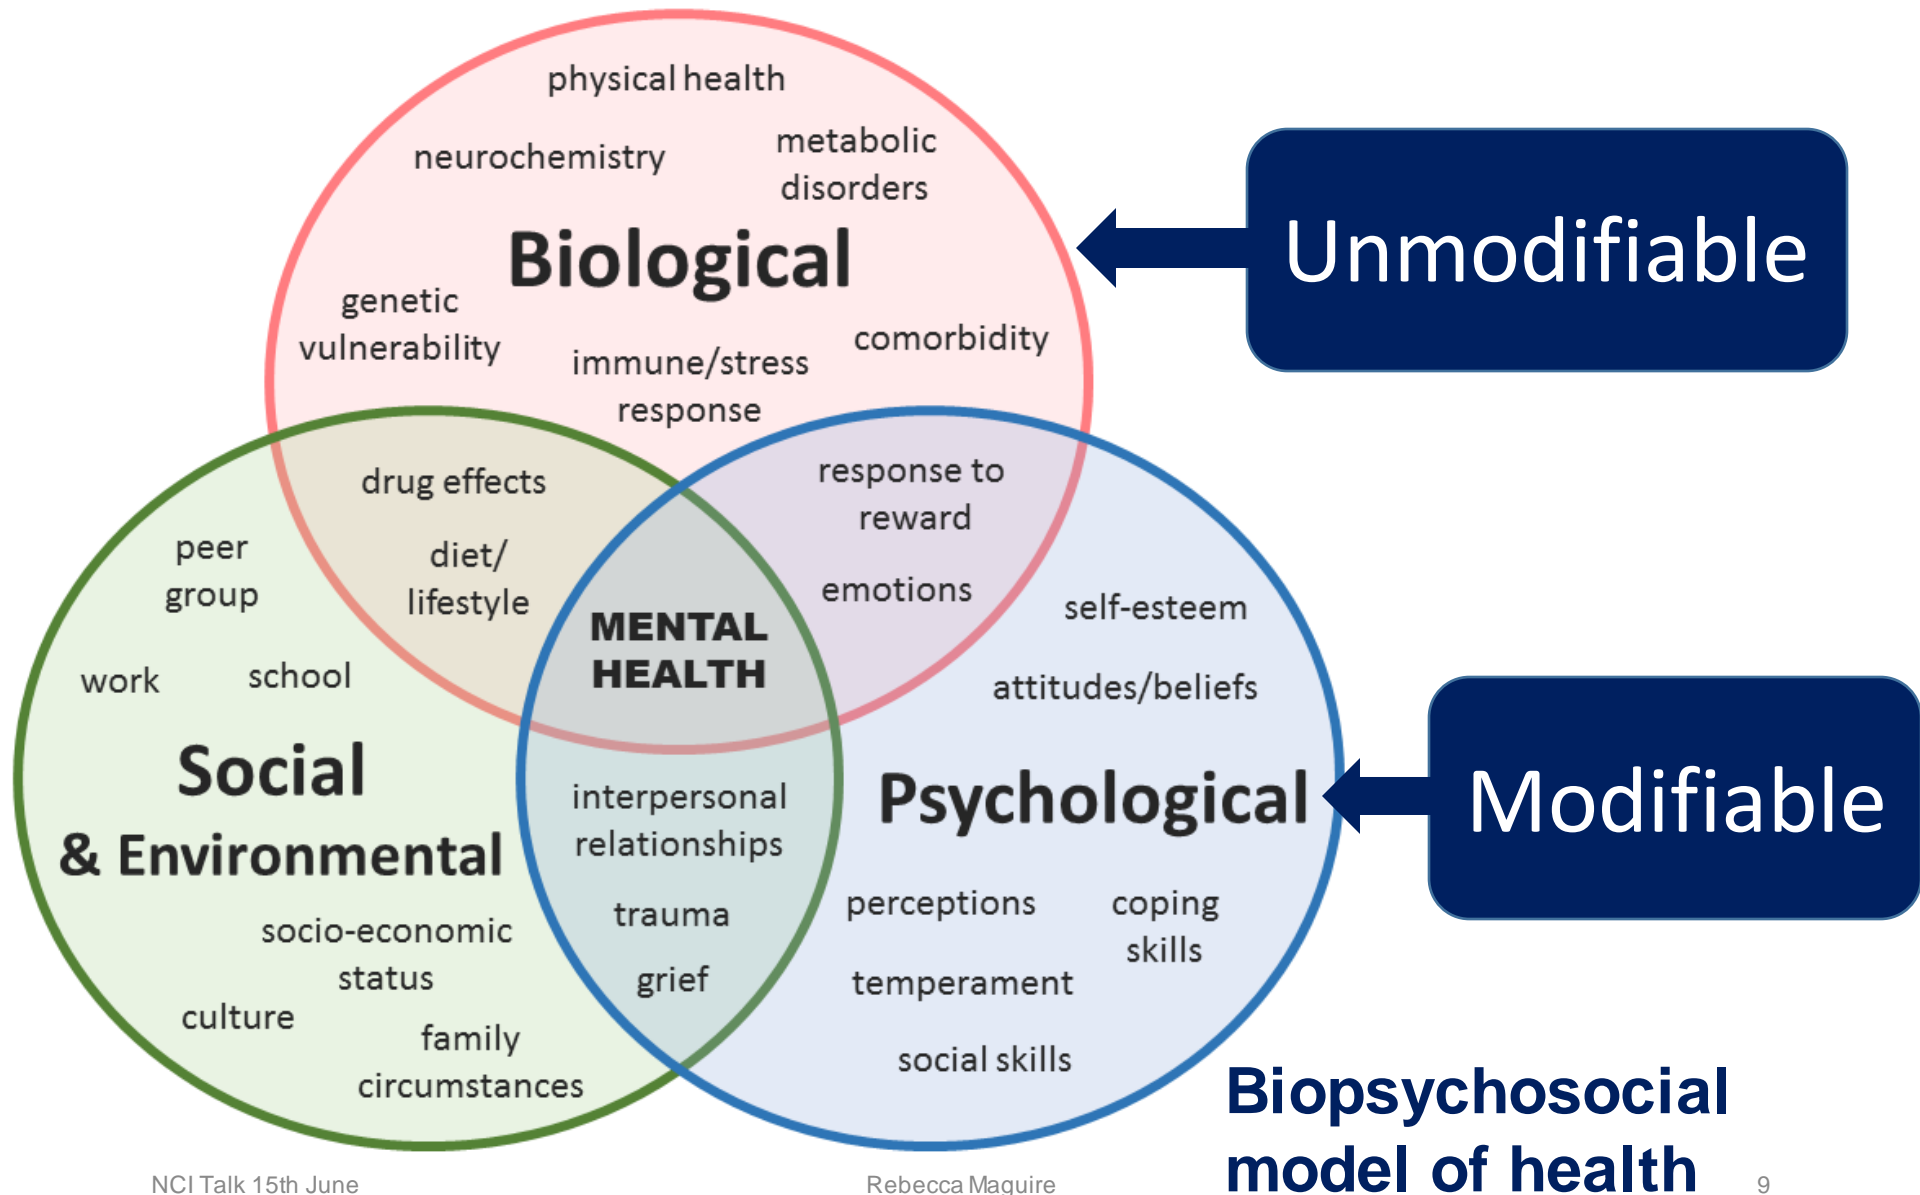 physical health
neurochemistry
metabolic
disorders
Biological
genetic
vulnerability
immune/stress
response
comorbidity
Unmodifiable
drug effects
diet/
lifestyle
response to
reward
emotions
MENTAL
HEALTH
peer
group
work
school
Social
& Environmental
socio-economic
status
culture
family
circumstances
interpersonal
relationships
trauma
grief
self-esteem
attitudes/beliefs
Psychological
perceptions
coping
skills
temperament
social skills
Modifiable
Biopsychosocial
model of health
NCI Talk 15th June
Rebecca Maguire
9